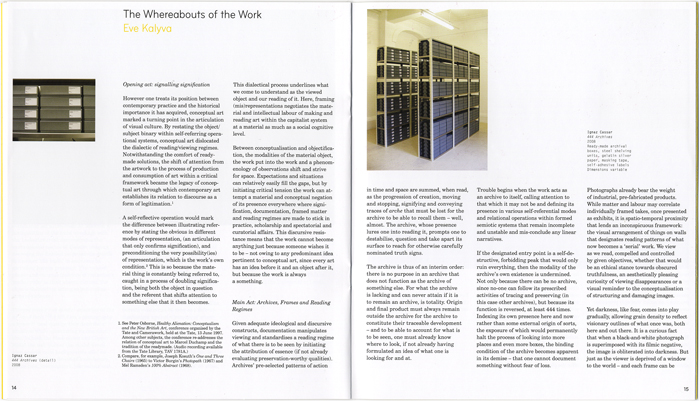 The Whereabouts of the Work
Eve Kalyva
Opening act: signalling signification
However one treats its position between
contemporary practice and the historical
importance it has acquired, conceptual art
marked a turning point in the articulation
of visual culture. By restating the object/
subject binary within self-referring opera-
tional systems, conceptual art dislocated
the dialectic of reading/viewing regimes.
Notwithstanding the comfort of ready-
made solutions, the shift of attention from
the artwork to the process of production
and consumption of art within a critical
framework became the legacy of concep-
tual art through which contemporary art
establishes its relation to discourse as a
form of legitimation.¹
A self-reflective operation would mark
the difference between illustrating refer-
ence by stating the obvious in different
modes of representation, (an articulation
that only confirms signification), and
preconditioning the very possibility(ies)
of representation, which is the work's own
condition.² This is so because the mate-
rial thing is constantly being referred to,
caught in a process of doubling significa-
tion, being both the object in question
and the referent that shifts attention to
something else that it then becomes.
1. See Peter Osborne, Healthy Alienation: Conceptualism
and the New British Art, conference organized by the
Tate and Camerawork, held at the Tate, 13 June 1997.
Among other subjects, the conference re-addresses the
relation of conceptual art to Marcel Duchamp and the
tradition of the readymade. (Audio recording available
from the Tate Library, TAV 1781A.)
2. Compare, for example, Joseph Kosuth's One and Three
Chairs (1965) to Victor Burgin's Photopath (1967) and
Mel Ramsden's 100% Abstract (1968).
Ignaz Cassar
444 Archives (detail)
2008
14
This dialectical process underlines what
we come to understand as the viewed
object and our reading of it. Here, framing
(mis)representations negotiates the mate-
rial and intellectual labour of making and
reading art within the capitalist system
at a material as much as a social cognitive
level.
Between conceptualisation and objectifica-
tion, the modalities of the material object,
the work put into the work and a phenom-
enology of observations shift and strive
for space. Expectations and situations
can relatively easily fill the gaps, but by
initiating critical tension the work can at-
tempt a material and conceptual negation
of its presence everywhere where signi-
fication, documentation, framed matter
and reading regimes are made to stick in
practice, scholarship and spectatorial and
curatorial affairs. This discursive resis-
tance means that the work cannot become
anything just because someone wishes it
to be – not owing to any predominant idea
pertinent to conceptual art, since every art
has an idea before it and an object after it,
but because the work is always
something.
Main Act: Archives, Frames and Reading
Regimes
Given adequate ideological and discursive
constructs, documentation manipulates
viewing and standardises a reading regime
of what there is to be seen by initiating
the attribution of essence (if not already
evaluating preservation-worthy qualities).
Archives' pre-selected patterns of action
Ignaz Cassar
444 Archives
2008
Ready-made archival
boxes, steel shelving
units, gelatin silver
paper, masking tape,
self-adhesive labels
Dimensions variable
in time and space are summed, when read,
as the progression of creation, moving
and stopping, signifying and conveying
traces of arche that must be lost for the
archive to be able to recall them – well,
almost. The archive, whose presence
lures one into reading it, prompts one to
destabilise, question and take apart its
surface to reach the otherwise carefully
nominated truth signs.
The archive is thus of an interim order:
there is no purpose in an archive that
does not function as the archive of
something else. For what the archive
is lacking and can never attain if it is
to remain an archive, is totality. Origin
and final product must always remain
outside the archive for the archive to
constitute their traceable development
– and to be able to account for what is
to be seen, one must already know
where to look, if not already having
formulated an idea of what one is
looking for and at.
Trouble begins when the work acts as
an archive to itself, calling attention to
that which it may not be and defining its
presence in various self-referential modes
and relational operations within formed
semiotic systems that remain incomplete
and unstable and mis-conclude any linear
narratives.
If the designated entry point is a self-de-
structive, forbidding peak that would only
ruin everything, then the modality of the
archive's own existence is undermined.
Not only because there can be no archive,
since no-one can follow its prescribed
activities of tracing and preserving (in
this case other archives), but because its
function is reversed, at least 444 times.
Indexing its own presence here and now
rather than some external origin of sorts,
the exposure of which would permanently
halt the craving of looking into more
places and even more boxes, the binding
condition of the archive becomes apparent
in its demise – that one cannot document
something without fear of loss.
Photographs already bear the weight
of industrial, pre-fabricated products.
While matter and labour may correlate
individually framed takes, once presented
as exhibits, it is spatio-temporal proximity
that lends an inconspicuous framework:
the visual arrangement of things on walls
that designates reading patterns of what
now becomes a 'serial' work. We view
as we read, compelled and controlled
by given objectives, whether that would
be an ethical stance towards obscured
truthfulness, an aesthetically pleasing
curiosity of viewing disappearances or a
visual reminder to the conceptualisation
of structuring and damaging images.
Yet darkness, like fear, comes into play
gradually, allowing grain density to reflect
visionary outlines of what once was, both
here and out there. It is a curious fact
that when a black-and-white photograph
is superimposed with its filmic negative,
the image is obliterated into darkness. But
just as the viewer is deprived of a window
to the world – and each frame can be
15